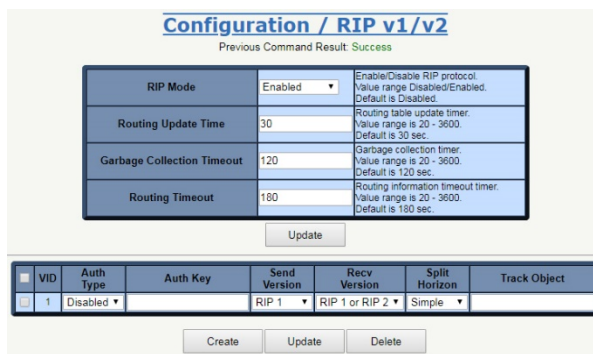 Configuration / RIP v1/v2
Previous Command Result: Success
RIP Mode
Enabled
Enable/Disable RIP protocol.
Value range Disabled/Enabled.
Default is Disabled.
Routing Update Time
30
Routing table update timer.
Value range is 20 - 3600.
Default is 30 sec.
Garbage Collection Timeout
120
Garbage collection timer.
Value range is 20 - 3600.
Default is 120 sec.
Routing Timeout
180
Routing information timeout timer.
Value range is 20 - 3600.
Default is 180 sec.
Update
VID Auth Type Auth Key Send Version Recv Version Split Horizon Track Object
1 Disabled RIP 1 RIP 1 or RIP 2 Simple
Create Update Delete